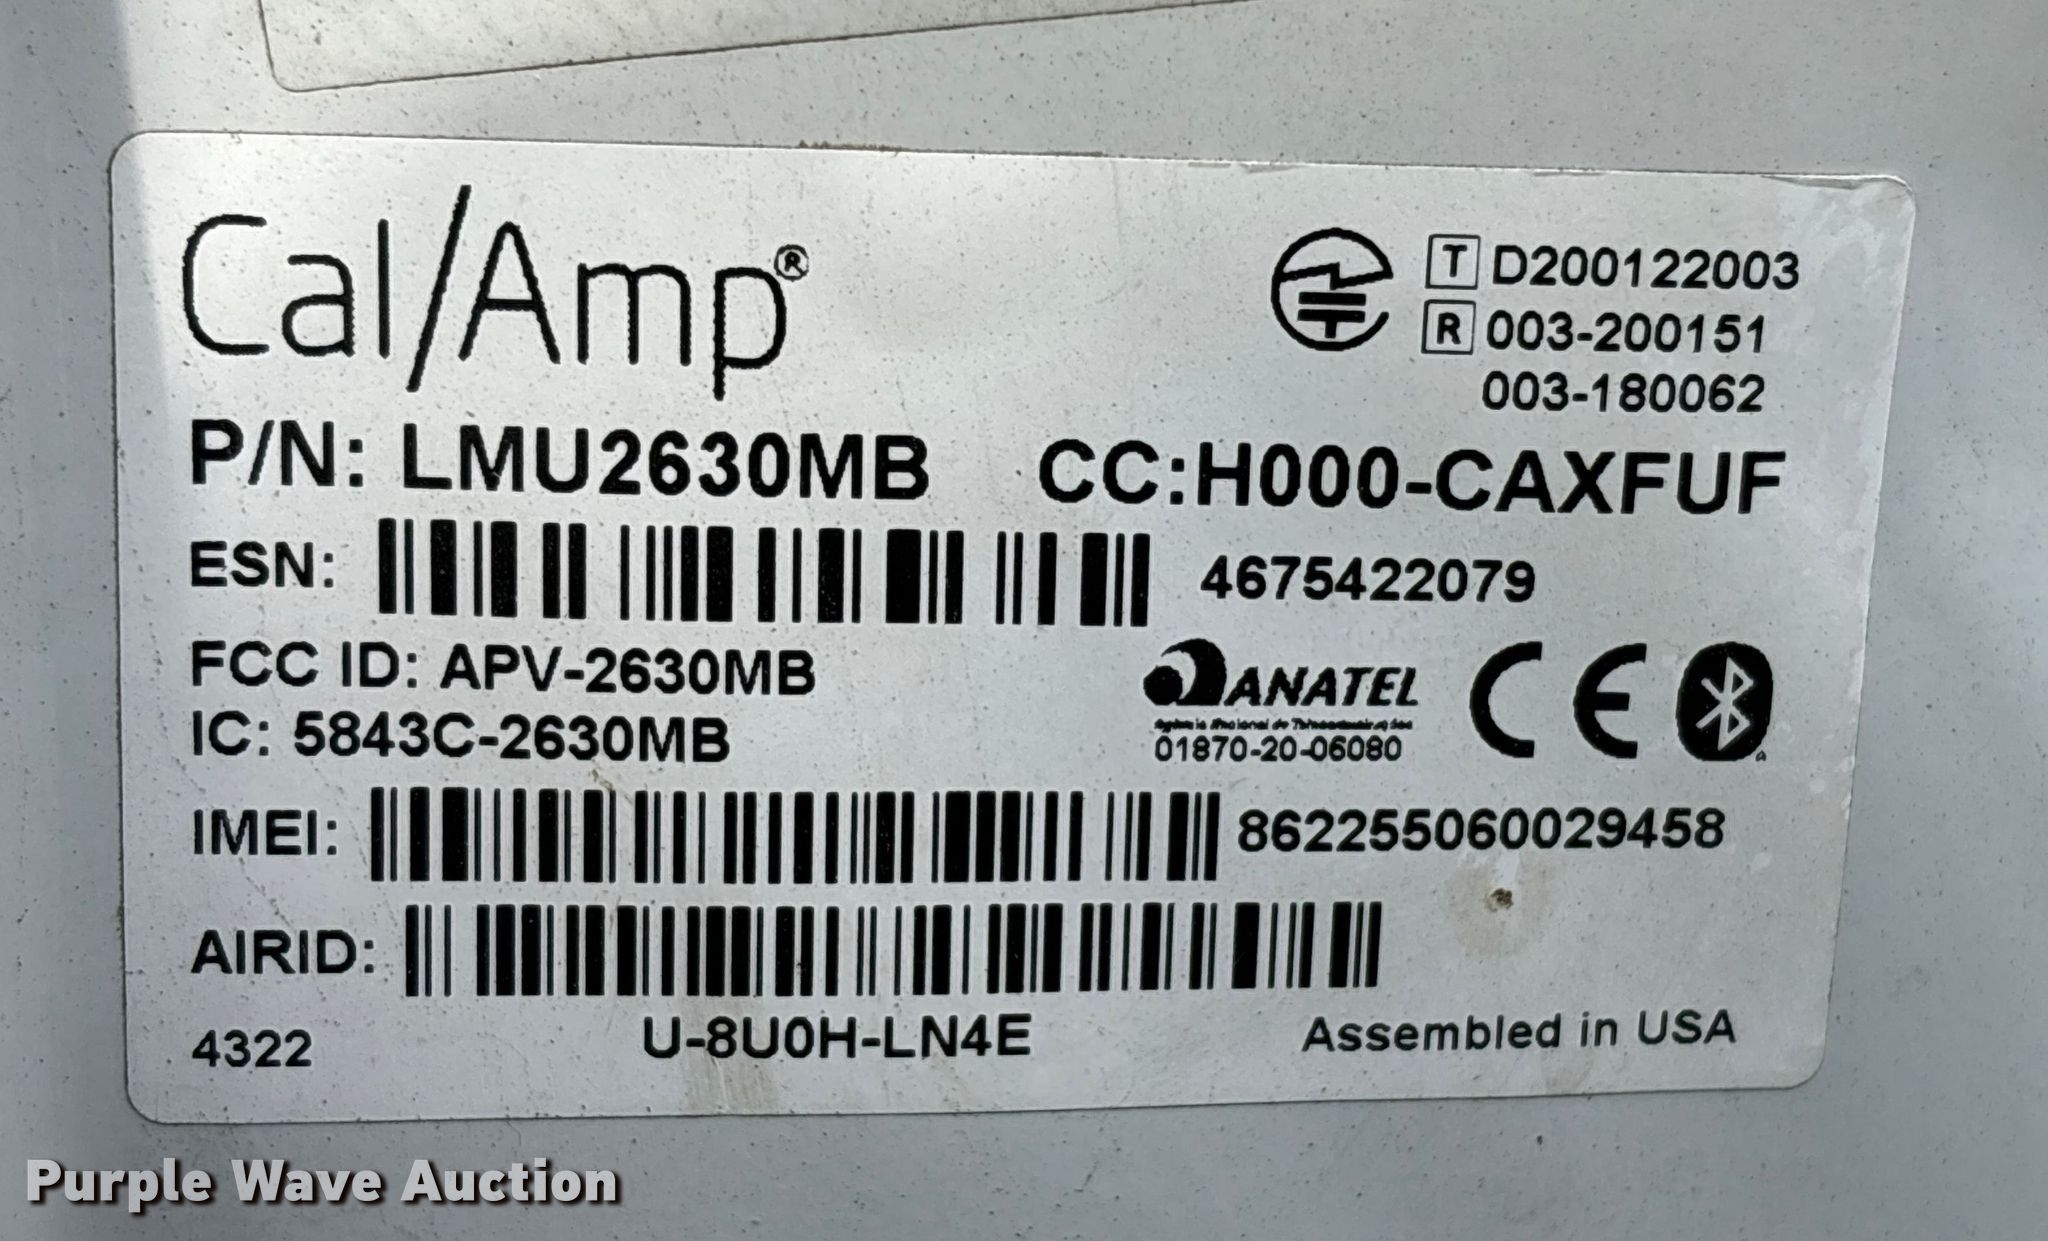 Cal/Amp®
T D200122003
R 003-200151
003-180062
P/N: LMU2630MB CC:H000-CAXFUF
ESN: 4675422079
FCC ID: APV-2630MB
IC: 5843C-2630MB
ANATEL
01870-20-06080
CE
IMEI: 862255060029458
AIRID:
U-8U0H-LN4E
4322
Assembled in USA
Purple Wave Auction